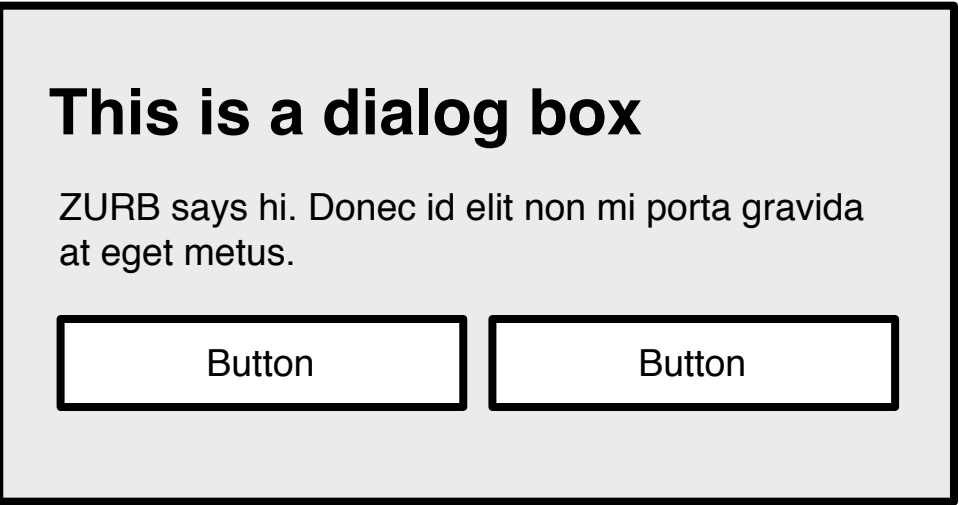 This is a dialog box
ZURB says hi. Donec id elit non mi porta gravida
at eget metus.
Button
Button